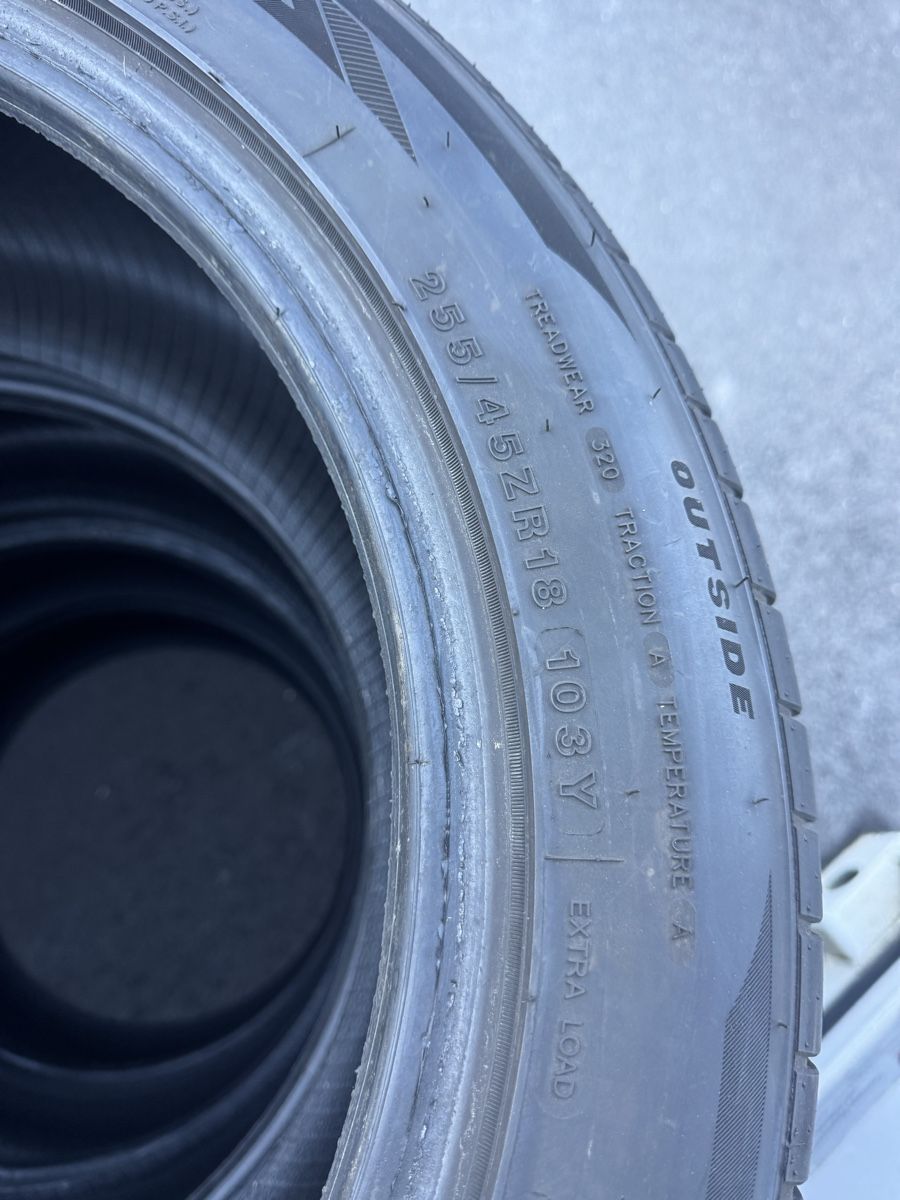 P.S.I.)
255/45ZR18 103Y
EXTRA LOAD
TREADWEAR 320 TRACTION A TEMPERATURE A
OUTSIDE